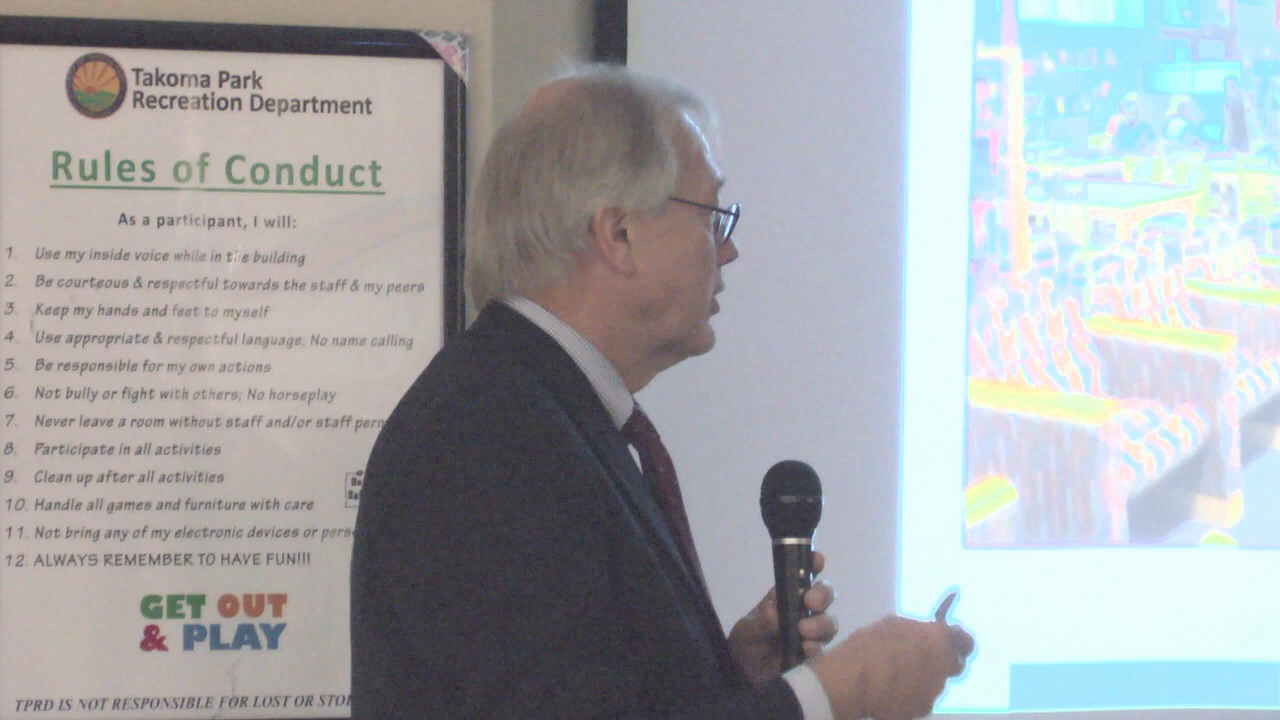 Takoma Park
Recreation Department
Rules of Conduct
As a participant, I will:
1. Use my inside voice while in the building
2. Be courteous & respectful towards the staff & my peers
3. Keep my hands and feet to myself
4. Use appropriate & respectful language; No name calling
5. Be responsible for my own actions
6. Not bully or fight with others; No horseplay
7. Never leave a room without staff and/or staff
8. Participate in all activities
9. Clean up after all activities
10. Handle all games and furniture with care
11. Not bring any of my electronic devices or
12. ALWAYS REMEMBER TO HAVE FUN!!!
GET OUT
& PLAY
TPRD IS NOT RESPONSIBLE FOR LOST OR